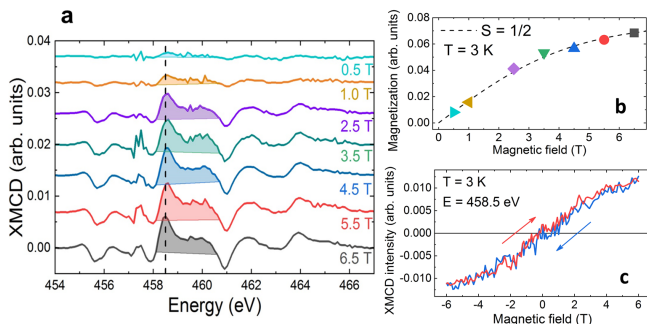 a
XMCD (arb. units)
0.04
0.03
0.02
0.01
0.00
0.5 T
1.0 T
2.5 T
3.5 T
4.5 T
5.5 T
6.5 T
454 456 458 460 462 464 466
Energy (eV)
Magnetization (arb. units)
0.08
0.06
0.04
0.02
0.00
S = 1/2
T = 3 K
b
0 1 2 3 4 5 6
Magnetic field (T)
XMCD intensity (arb. units)
0.010
0.005
0.000
-0.005
-0.010
T = 3 K
E = 458.5 eV
c
-6 -4 -2 0 2 4 6
Magnetic field (T)